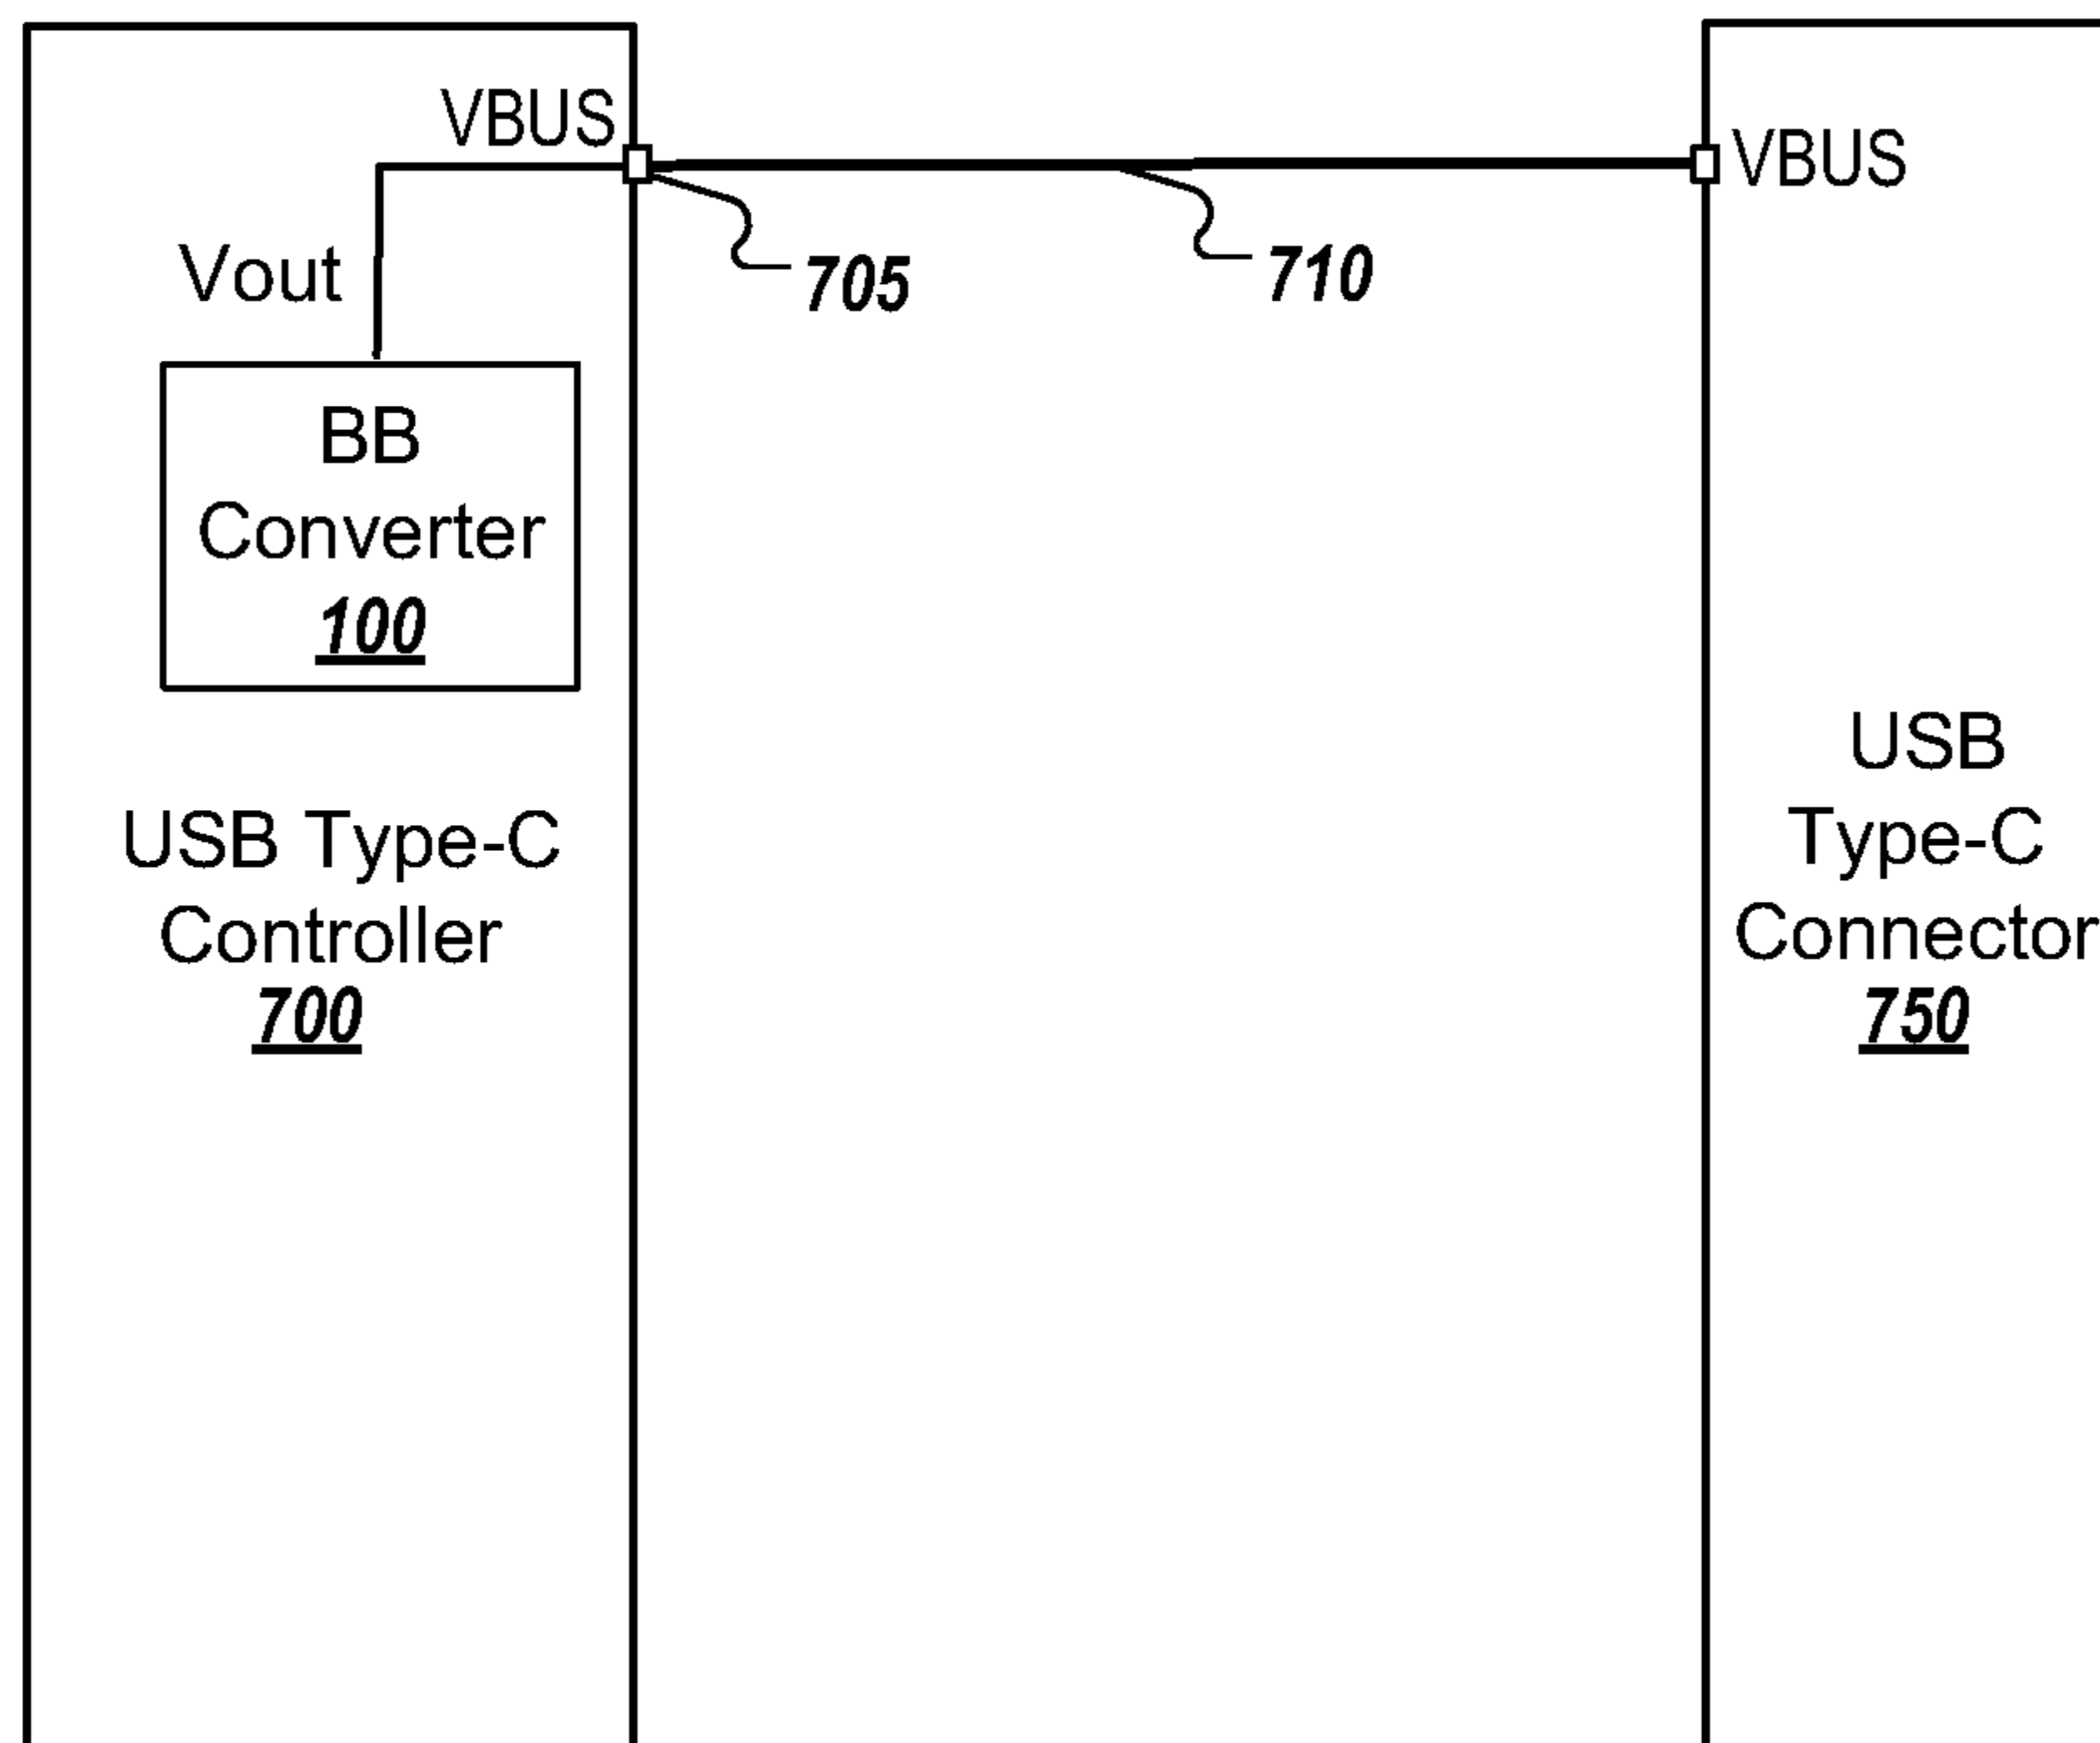 VBUS
VBUS
Vout
705
710
BB
Converter
100
USB Type-C
Controller
700
USB
Type-C
Connector
750